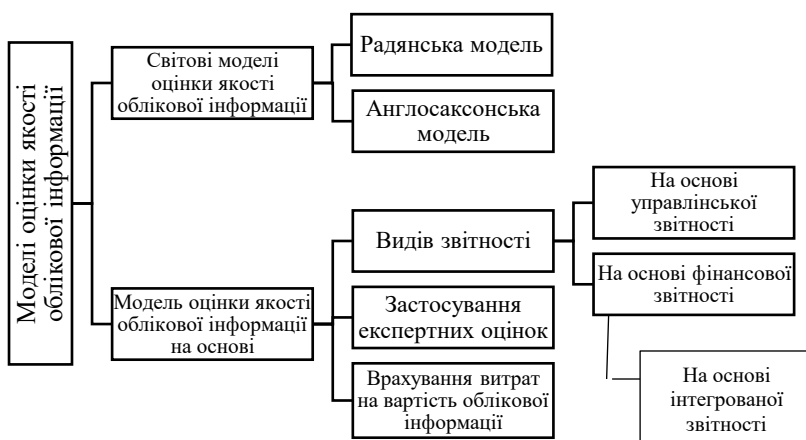 Моделі оцінки якості
облікової інформації
Світові моделі
оцінки якості
облікової інформації
Радянська модель
Англосаксонська
модель
Модель оцінки якості
облікової інформації
на основі
Видів звітності
На основі
управлінської
звітності
На основі фінансової
звітності
На основі
інтегрованої
звітності
Застосування
експертних оцінок
Врахування витрат
на вартість облікової
інформації